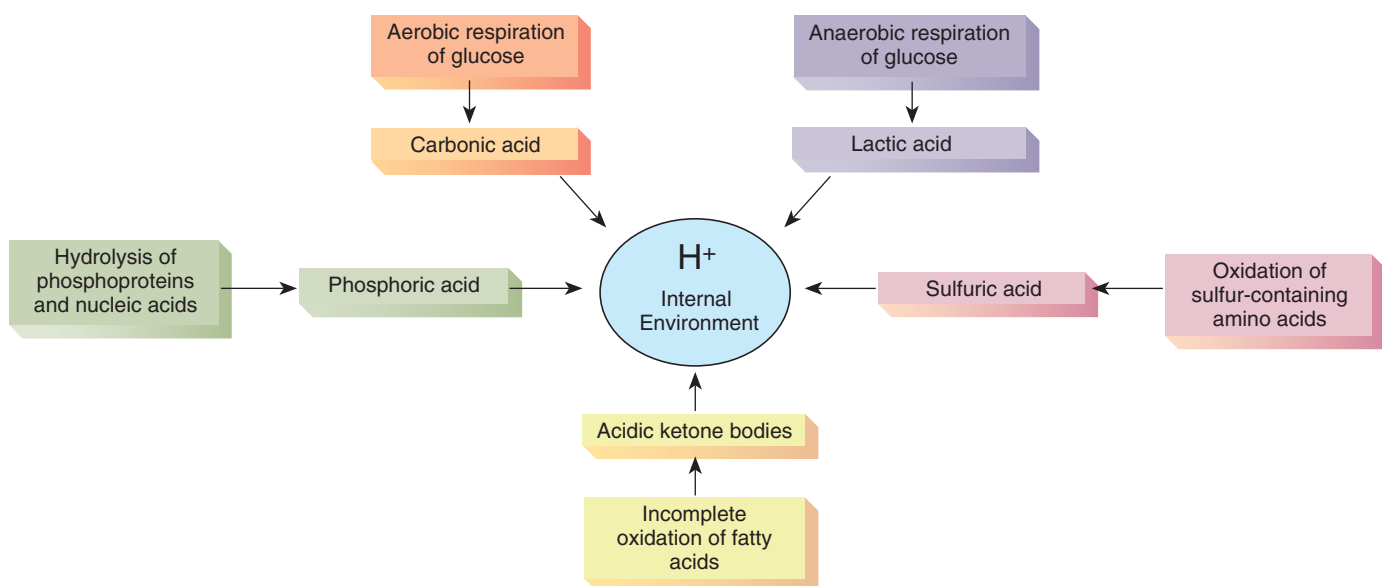 Aerobic respiration
of glucose
Anaerobic respiration
of glucose
Carbonic acid
Lactic acid
Hydrolysis of
phosphoproteins
and nucleic acids
Phosphoric acid
H⁺
Internal
Environment
Sulfuric acid
Oxidation of
sulfur-containing
amino acids
Acidic ketone bodies
Incomplete
oxidation of fatty
acids